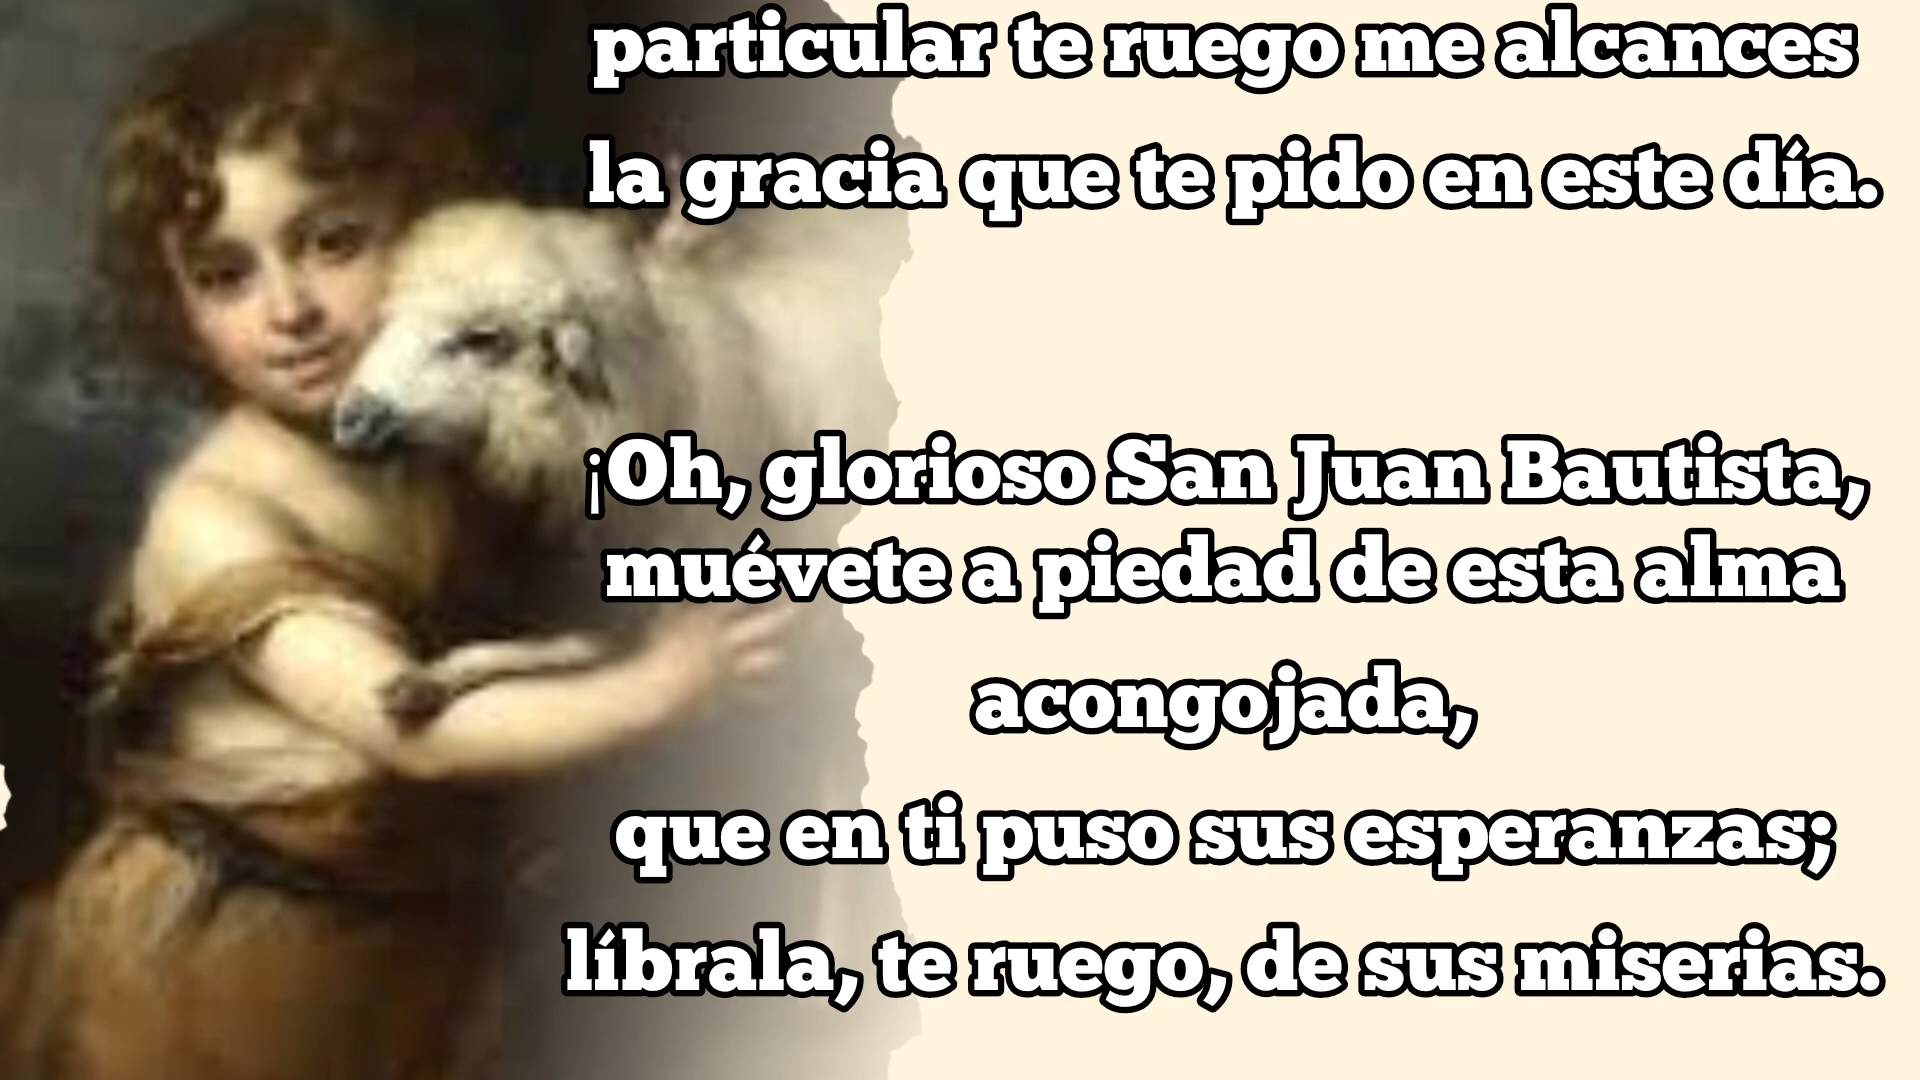 particular te ruego me alcances
la gracia que te pido en este día.
¡Oh, glorioso San Juan Bautista,
muévete a piedad de esta alma
acongojada,
que en ti puso sus esperanzas;
líbrala, te ruego, de sus miserias.